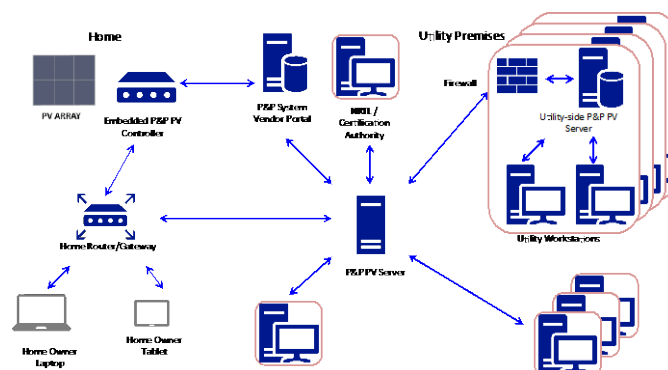 Home
Utility Premises
PV ARRAY
Embedded P&P PV
Controller
P&P System
Vendor Portal
NRTL /
Certification
Authority
Firewall
Utility-side P&P PV
Server
Utility Workstations
Home Router/Gateway
P&P PV Server
Home Owner
Laptop
Home Owner
Tablet